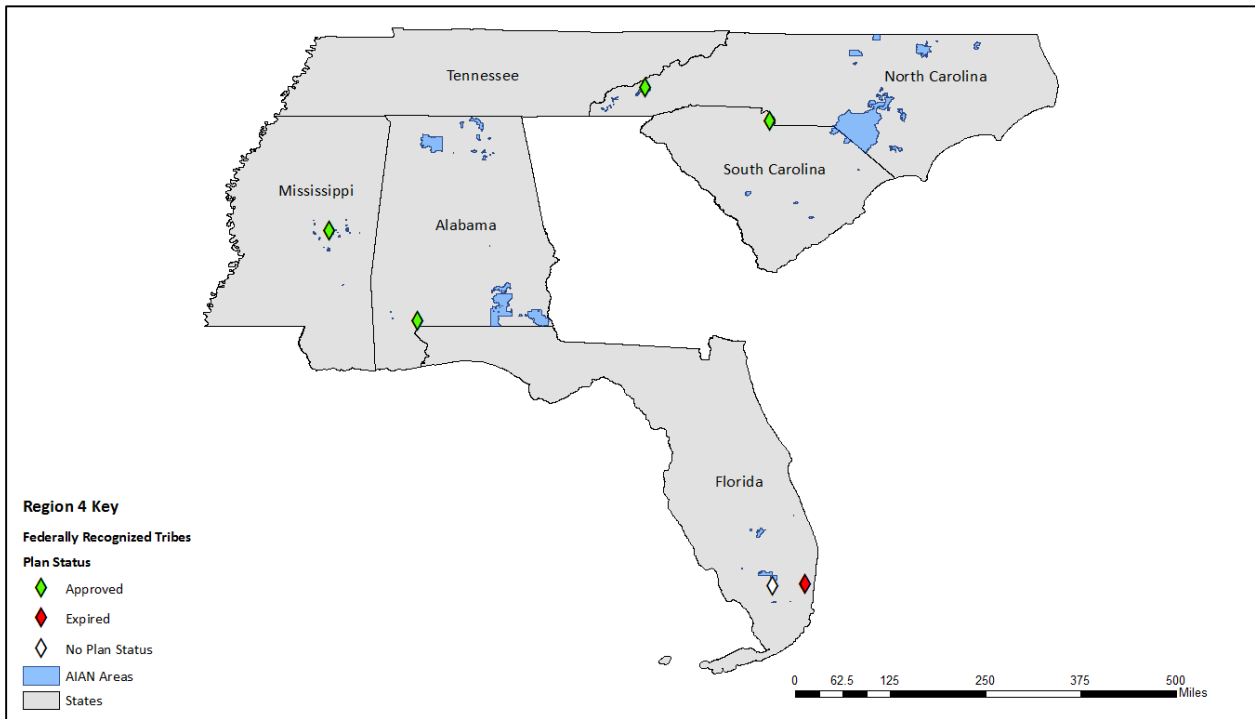 Tennessee
North Carolina
South Carolina
Mississippi
Alabama
Florida
Region 4 Key
Federally Recognized Tribes
Plan Status
Approved
Expired
No Plan Status
AIAN Areas
States
0 62.5 125 250 375 500
Miles